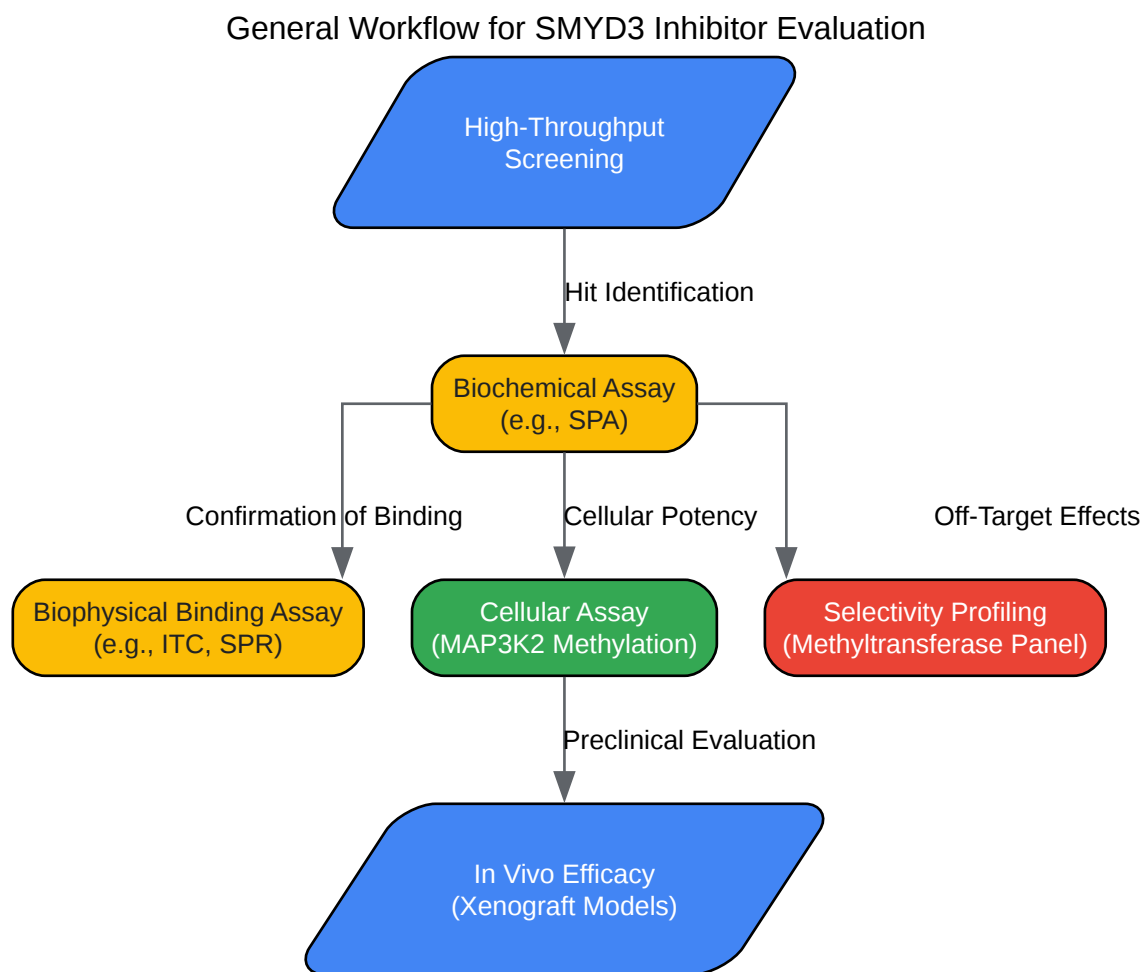 General Workflow for SMYD3 Inhibitor Evaluation
High-Throughput
Screening
Hit Identification
Biochemical Assay
(e.g., SPA)
Confirmation of Binding
Cellular Potency
Off-Target Effects
Biophysical Binding Assay
(e.g., ITC, SPR)
Cellular Assay
(MAP3K2 Methylation)
Selectivity Profiling
(Methyltransferase Panel)
Preclinical Evaluation
In Vivo Efficacy
(Xenograft Models)